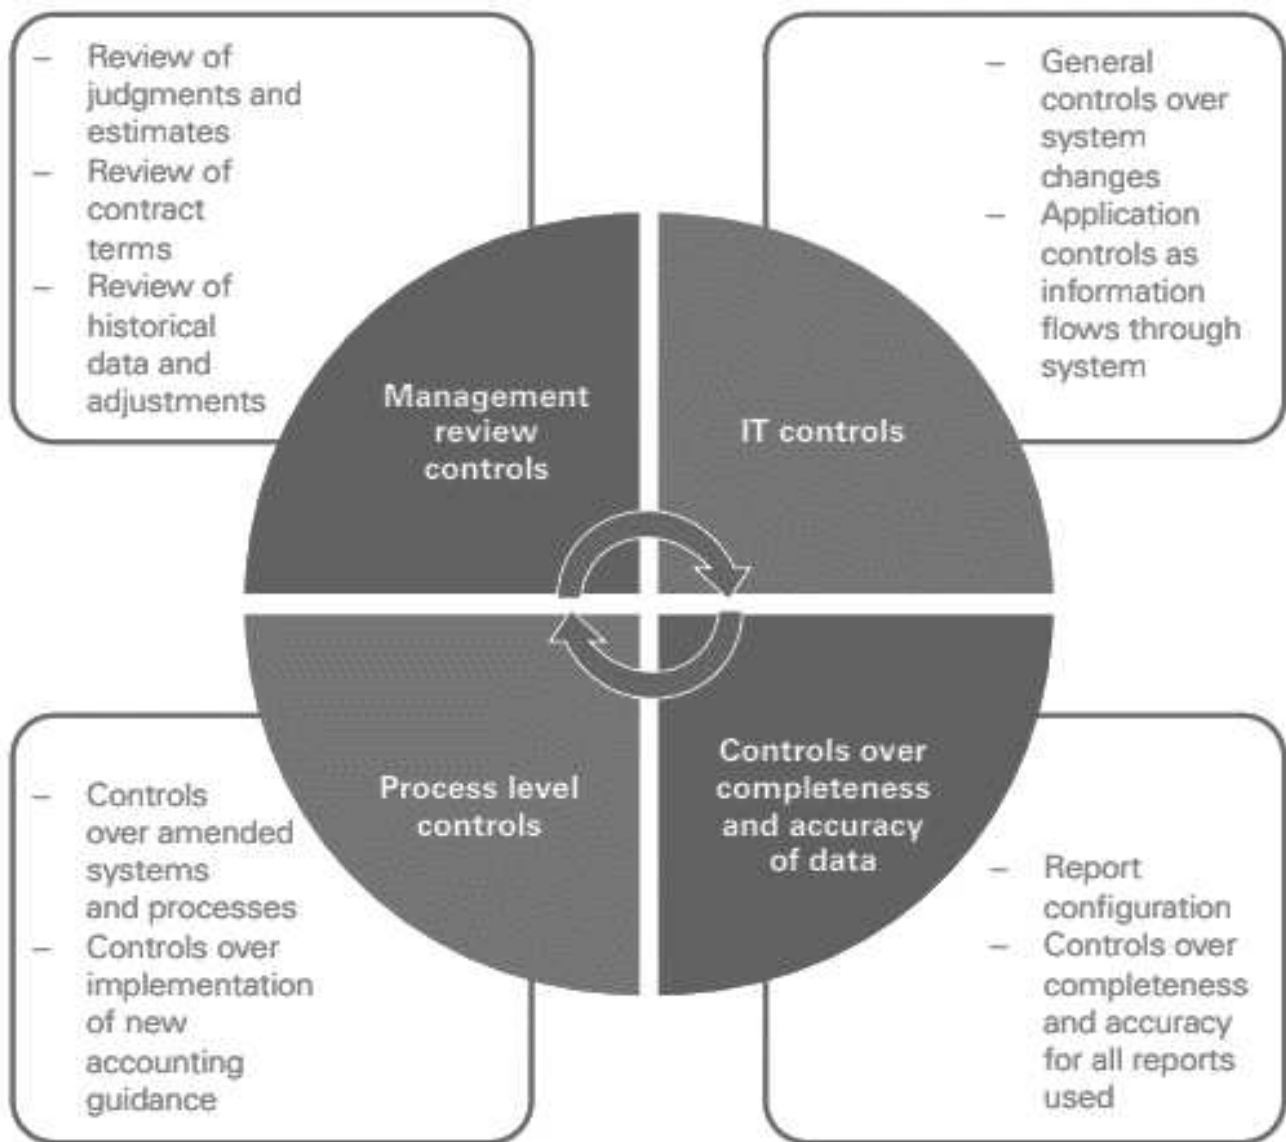 – Review of
judgments and
estimates
– Review of
contract
terms
– Review of
historical
data and
adjustments
– General
controls over
system
changes
– Application
controls as
information
flows through
system
Management
review
controls
IT controls
Process level
controls
Controls over
completeness
and accuracy
of data
– Controls
over amended
systems
and processes
– Controls over
implementation
of new
accounting
guidance
– Report
configuration
– Controls over
completeness
and accuracy
for all reports
used